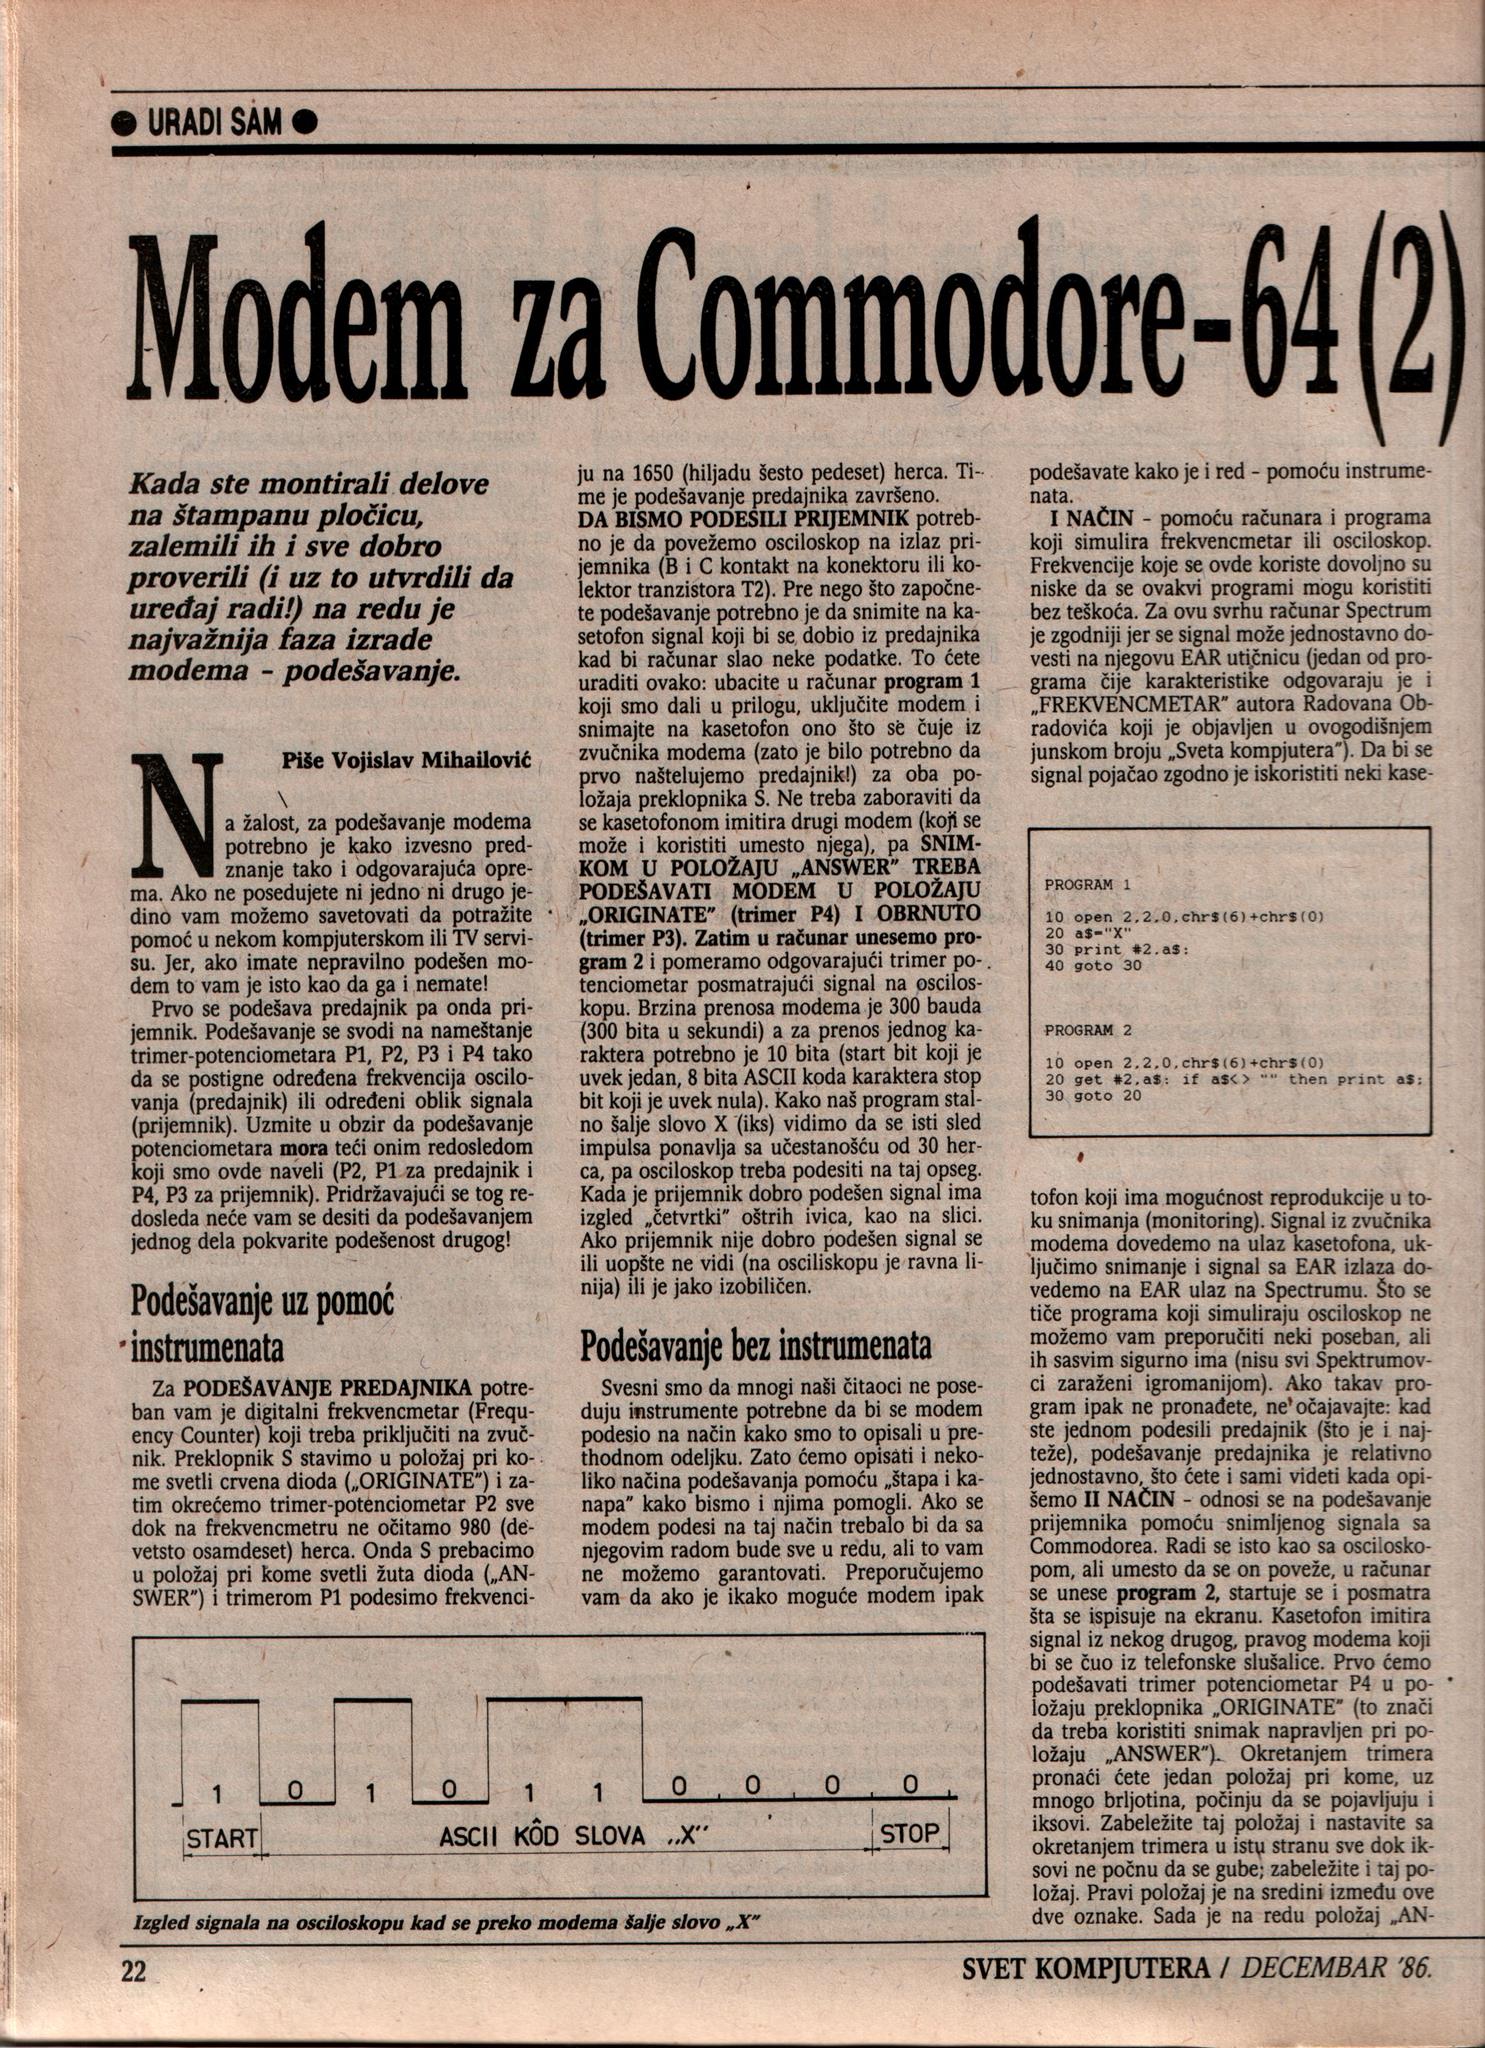 ● URADI SAM ●
Modem za Commodore-64 (2)
Kada ste montirali delove
na štampanu pločicu,
zalemili ih i sve dobro
proverili (i uz to utvrdili da
uređaj radi!) na redu je
najvažnija faza izrade
modema – podešavanje.
Piše Vojislav Mihailović
Na žalost, za podešavanje modema
potrebno je kako izvesno pred-
znanje tako i odgovarajuća opre-
ma. Ako ne posedujete ni jedno ni drugo je-
dino vam možemo savetovati da potražite
pomoć u nekom kompjuterskom ili TV servi-
su. Jer, ako imate nepravilno podešen mo-
dem to vam je isto kao da ga i nemate!
Prvo se podešava predajnik pa onda pri-
jemnik. Podešavanje se svodi na nameštanje
trimer-potenciometara P1, P2, P3 i P4 tako
da se postigne određena frekvencija oscilo-
vanja (predajnik) ili određeni oblik signala
(prijemnik). Uzmite u obzir da podešavanje
potenciometara mora teći onim redosledom
koji smo ovde naveli (P2, P1 za predajnik i
P4, P3 za prijemnik). Pridržavajući se tog re-
dosleda neće vam se desiti da podešavanjem
jednog dela pokvarite podešenost drugog!
Podešavanje uz pomoć
instrumenata
Za PODEŠAVANJE PREDAJNIKA potre-
ban vam je digitalni frekvencmetar (Frequ-
ency Counter) koji treba priključiti na zvuč-
nik. Preklopnik S stavimo u položaj pri ko-
me svetli crvena dioda („ORIGINATE”) i za-
tim okrećemo trimer-potenciometar P2 sve
dok na frekvencmetru ne očitamo 980 (de-
vetsto osamdeset) herca. Onda S prebacimo
u položaj pri kome svetli žuta dioda („AN-
SWER”) i trimerom P1 podesimo frekvenci-
ju na 1650 (hiljadu šesto pedeset) herca. Ti-
me je podešavanje predajnika završeno.
DA BISMO PODESILI PRIJEMNIK potreb-
no je da povežemo osciloskop na izlaz pri-
jemnika (B i C kontakt na konektoru ili ko-
lektor tranzistora T2). Pre nego što započne-
te podešavanje potrebno je da snimite na ka-
setofon signal koji bi se dobio iz predajnika
kad bi računar slao neke podatke. To ćete
uraditi ovako: ubacite u računar program 1
koji smo dali u prilogu, uključite modem i
snimajte na kasetofon ono što se čuje iz
zvučnika modema (zato je bilo potrebno da
prvo naštelujemo predajnik!) za oba po-
ložaja preklopnika S. Ne treba zaboraviti da
se kasetofonom imitira drugi modem (koji se
može i koristiti umesto njega), pa SNIM-
KOM U POLOŽAJU „ANSWER” TREBA
PODEŠAVATI MODEM U POLOŽAJU
„ORIGINATE” (trimer P4) I OBRNUTO
(trimer P3). Zatim u računar unesemo pro-
gram 2 i pomeramo odgovarajući trimer po-
tenciometar posmatrajući signal na oscilos-
kopu. Brzina prenosa modema je 300 bauda
(300 bita u sekundi) a za prenos jednog ka-
raktera potrebno je 10 bita (start bit koji je
uvek jedan, 8 bita ASCII koda karaktera stop
bit koji je uvek nula). Kako naš program stal-
no šalje slovo X (iks) vidimo da se isti sled
impulsa ponavlja sa učestanošću od 30 her-
ca, pa osciloskop treba podesiti na taj opseg.
Kada je prijemnik dobro podešen signal ima
izgled „četvrtki” oštrih ivica, kao na slici.
Ako prijemnik nije dobro podešen signal se
ili uopšte ne vidi (na osciliskopu je ravna li-
nija) ili je jako izobiličen.
Podešavanje bez instrumenata
Svesni smo da mnogi naši čitaoci ne pose-
duju instrumente potrebne da bi se modem
podesio na način kako smo to opisali u pre-
thodnom odeljku. Zato ćemo opisati i neko-
liko načina podešavanja pomoću „štapa i ka-
napa” kako bismo i njima pomogli. Ako se
modem podesi na taj način trebalo bi da sa
njegovim radom bude sve u redu, ali to vam
ne možemo garantovati. Preporučujemo
vam da ako je ikako moguće modem ipak
podešavate kako je i red – pomoću instrume-
nata.
I NAČIN – pomoću računara i programa
koji simulira frekvencmetar ili osciloskop.
Frekvencije koje se ovde koriste dovoljno su
niske da se ovakvi programi mogu koristiti
bez teškoća. Za ovu svrhu računar Spectrum
je zgodniji jer se signal može jednostavno do-
vesti na njegovu EAR utičnicu (jedan od pro-
grama čije karakteristike odgovaraju je i
„FREKVENCMETAR” autora Radovana Ob-
radovića koji je objavljen u ovogodišnjem
junskom broju „Sveta kompjutera”). Da bi se
signal pojačao zgodno je iskoristiti neki kase-
PROGRAM 1
10 open 2,2,0,chr$(6)+chr$(0)
20 a$="X"
30 print #2,a$;
40 goto 30
PROGRAM 2
10 open 2,2,0,chr$(6)+chr$(0)
20 get #2,a$: if a$<> "" then print a$;
30 goto 20
tofon koji ima mogućnost reprodukcije u to-
ku snimanja (monitoring). Signal iz zvučnika
modema dovedemo na ulaz kasetofona, uk-
ljučimo snimanje i signal sa EAR izlaza do-
vedemo na EAR ulaz na Spectrumu. Što se
tiče programa koji simuliraju osciloskop ne
možemo vam preporučiti neki poseban, ali
ih sasvim sigurno ima (nisu svi Spektrumov-
ci zaraženi igromanijom). Ako takav pro-
gram ipak ne pronađete, ne očajavajte: kad
ste jednom podesili predajnik (što je i naj-
teže), podešavanje predajnika je relativno
jednostavno, što ćete i sami videti kada opi-
šemo II NAČIN – odnosi se na podešavanje
prijemnika pomoću snimljenog signala sa
Commodorea. Radi se isto kao sa oscilosko-
pom, ali umesto da se on poveže, u računar
se unese program 2, startuje se i posmatra
šta se ispisuje na ekranu. Kasetofon imitira
signal iz nekog drugog, pravog modema koji
bi se čuo iz telefonske slušalice. Prvo ćemo
podešavati trimer potenciometar P4 u po-
ložaju preklopnika „ORIGINATE” (to znači
da treba koristiti snimak napravljen pri po-
ložaju „ANSWER”). Okretanjem trimera
pronaći ćete jedan položaj pri kome, uz
mnogo brljotina, počinju da se pojavljuju i
iksovi. Zabeležite taj položaj i nastavite sa
okretanjem trimera u istu stranu sve dok ik-
sovi ne počnu da se gube; zabeležite i taj po-
ložaj. Pravi položaj je na sredini između ove
dve oznake. Sada je na redu položaj „AN-
1 0 1 0 1 1 0 0 0 0
START ASCII KÔD SLOVA „X” STOP
Izgled signala na osciloskopu kad se preko modema šalje slovo „X”
22
SVET KOMPJUTERA / DECEMBAR '86.